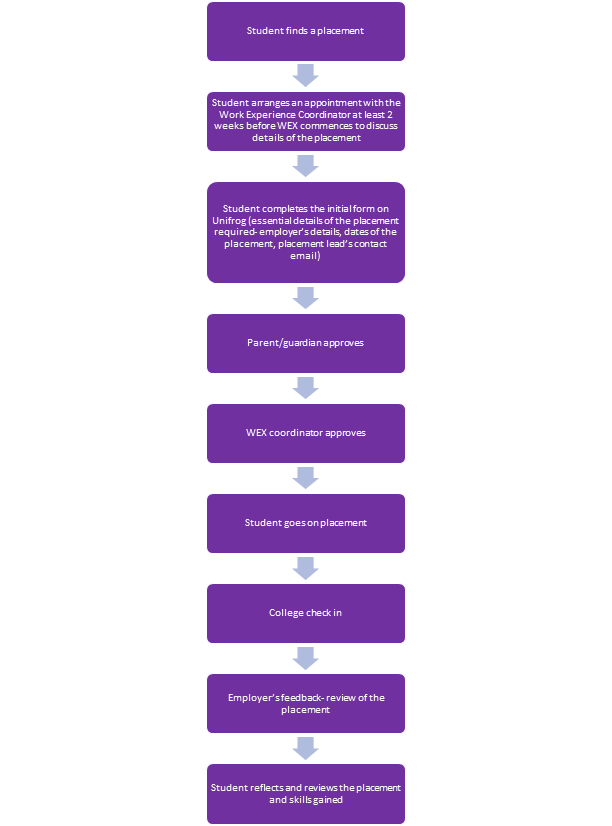 Student finds a placement
Student arranges an appointment with the
Work Experience Coordinator at least 2
weeks before WEX commences to discuss
details of the placement
Student completes the initial form on
Unifrog (essential details of the placement
required- employer's details, dates of the
placement, placement lead's contact
email)
Parent/guardian approves
WEX coordinator approves
Student goes on placement
College check in
Employer's feedback- review of the
placement
Student reflects and reviews the placement
and skills gained